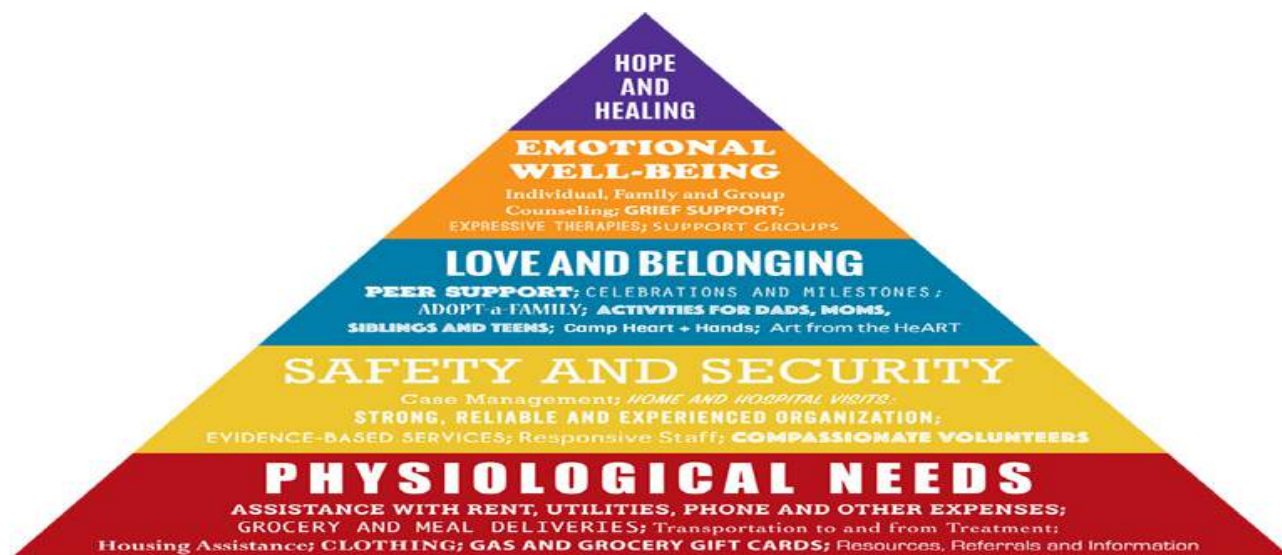 HOPE
AND
HEALING
EMOTIONAL
WELL-BEING
Individual, Family and Group
Counseling; GRIEF SUPPORT;
EXPRESSIVE THERAPIES; SUPPORT GROUPS
LOVE AND BELONGING
PEER SUPPORT; CELEBRATIONS AND MILESTONES;
ADOPT-a-FAMILY; ACTIVITIES FOR DADS, MOMS,
SIBLINGS AND TEENS; Camp Heart + Hands; Art from the HeART
SAFETY AND SECURITY
Case Management; HOME AND HOSPITAL VISITS;
STRONG, RELIABLE AND EXPERIENCED ORGANIZATION;
EVIDENCE-BASED SERVICES; Responsive Staff; COMPASSIONATE VOLUNTEERS
PHYSIOLOGICAL NEEDS
ASSISTANCE WITH RENT, UTILITIES, PHONE AND OTHER EXPENSES;
GROCERY AND MEAL DELIVERIES; Transportation to and from Treatment;
Housing Assistance; CLOTHING; GAS AND GROCERY GIFT CARDS; Resources, Referrals and Information